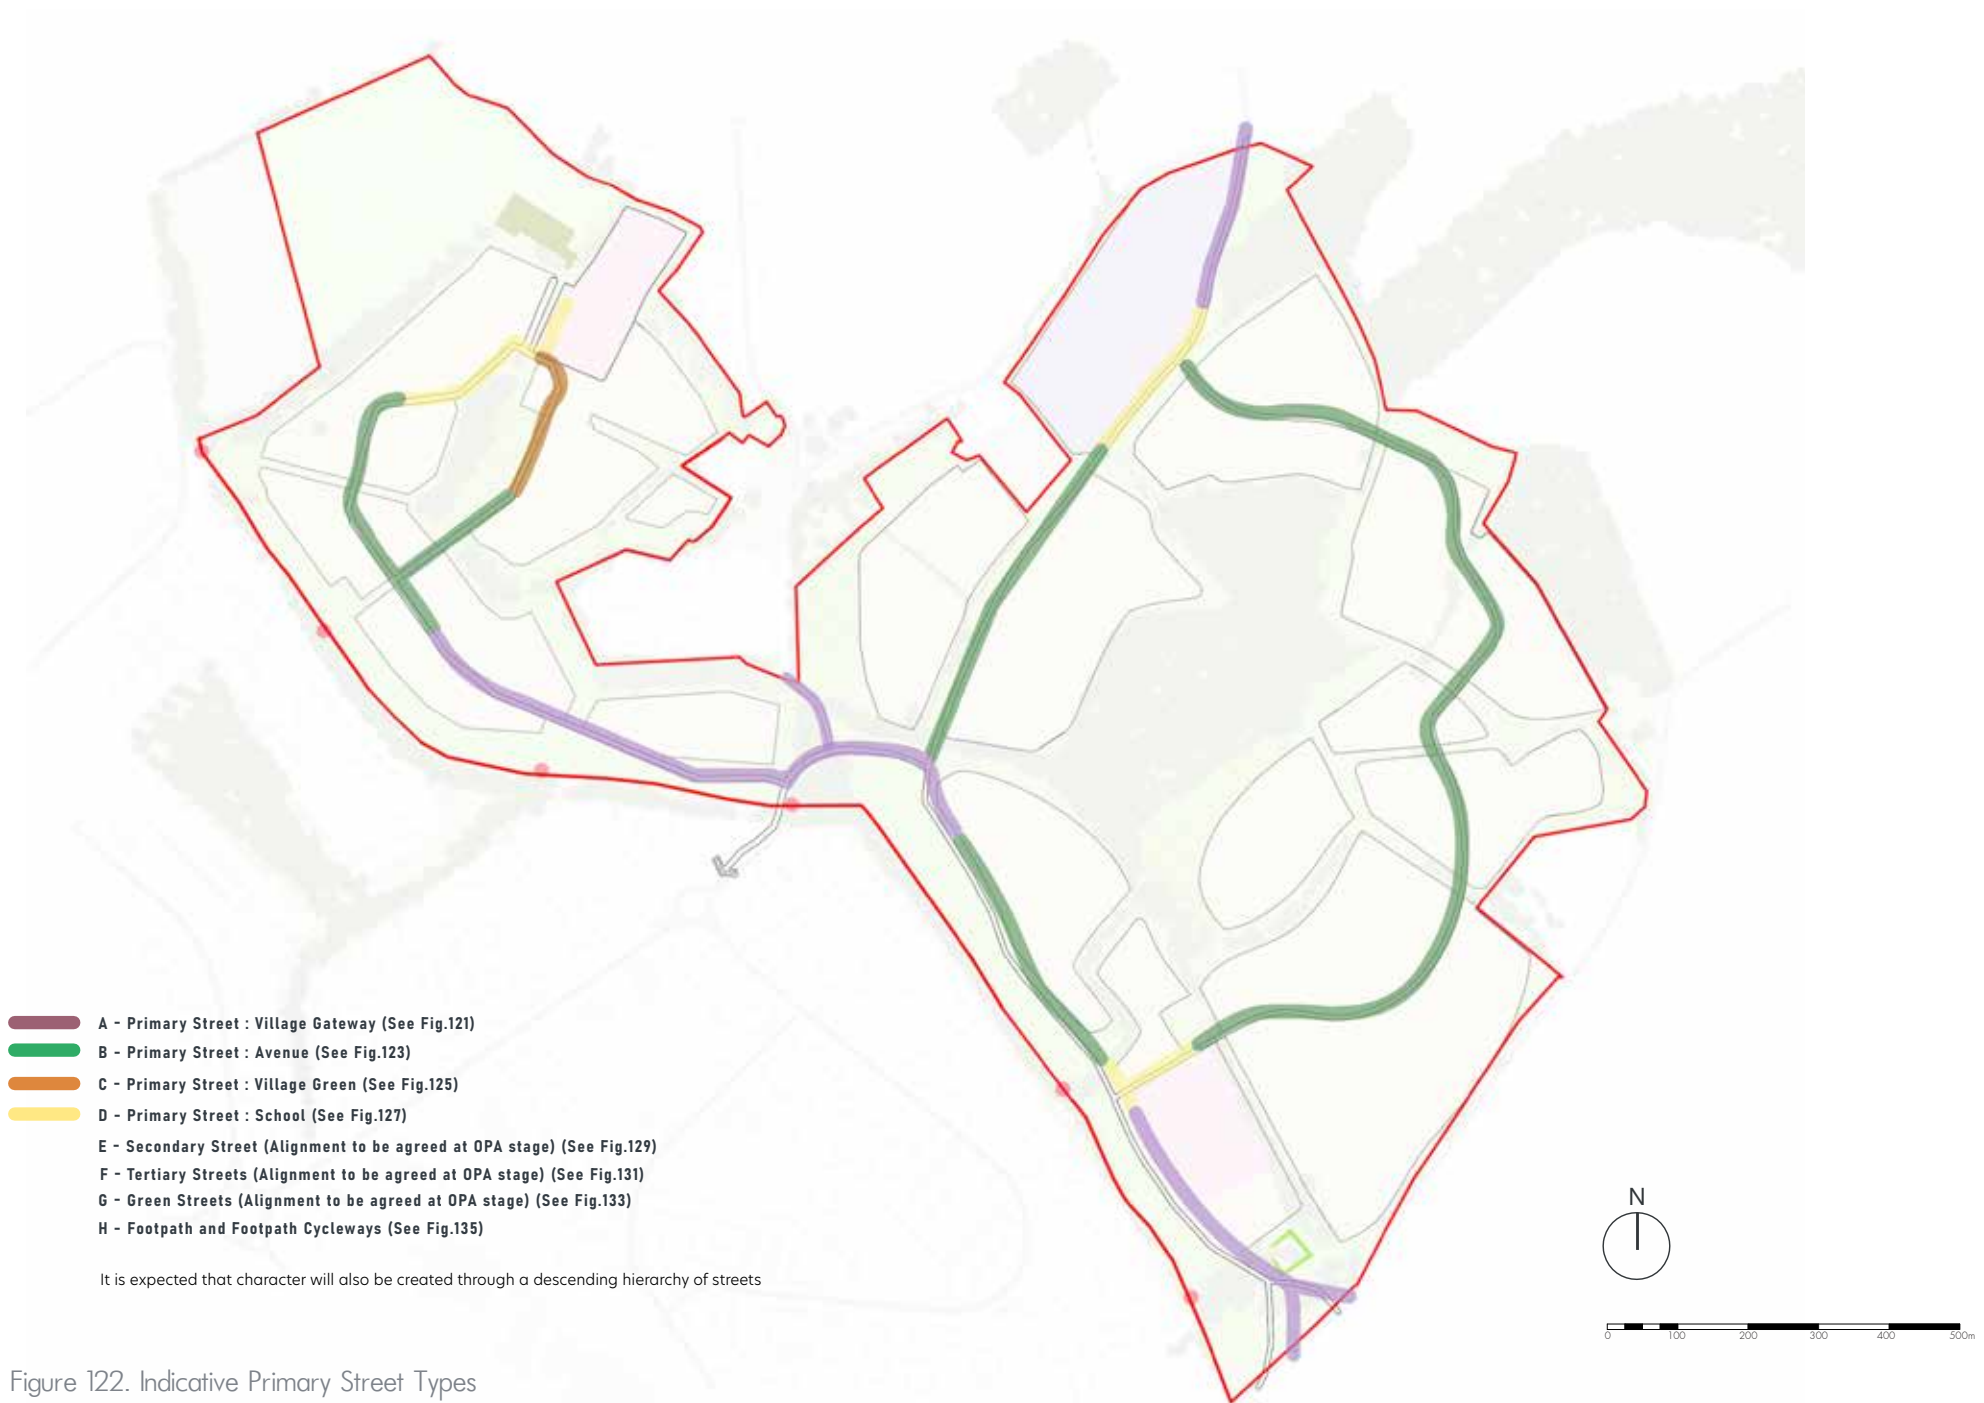 A - Primary Street : Village Gateway (See Fig.121)
B - Primary Street : Avenue (See Fig.123)
C - Primary Street : Village Green (See Fig.125)
D - Primary Street : School (See Fig.127)
E - Secondary Street (Alignment to be agreed at OPA stage) (See Fig.129)
F - Tertiary Streets (Alignment to be agreed at OPA stage) (See Fig.131)
G - Green Streets (Alignment to be agreed at OPA stage) (See Fig.133)
H - Footpath and Footpath Cycleways (See Fig.135)
It is expected that character will also be created through a descending hierarchy of streets
N
0 100 200 300 400 500m
Figure 122. Indicative Primary Street Types